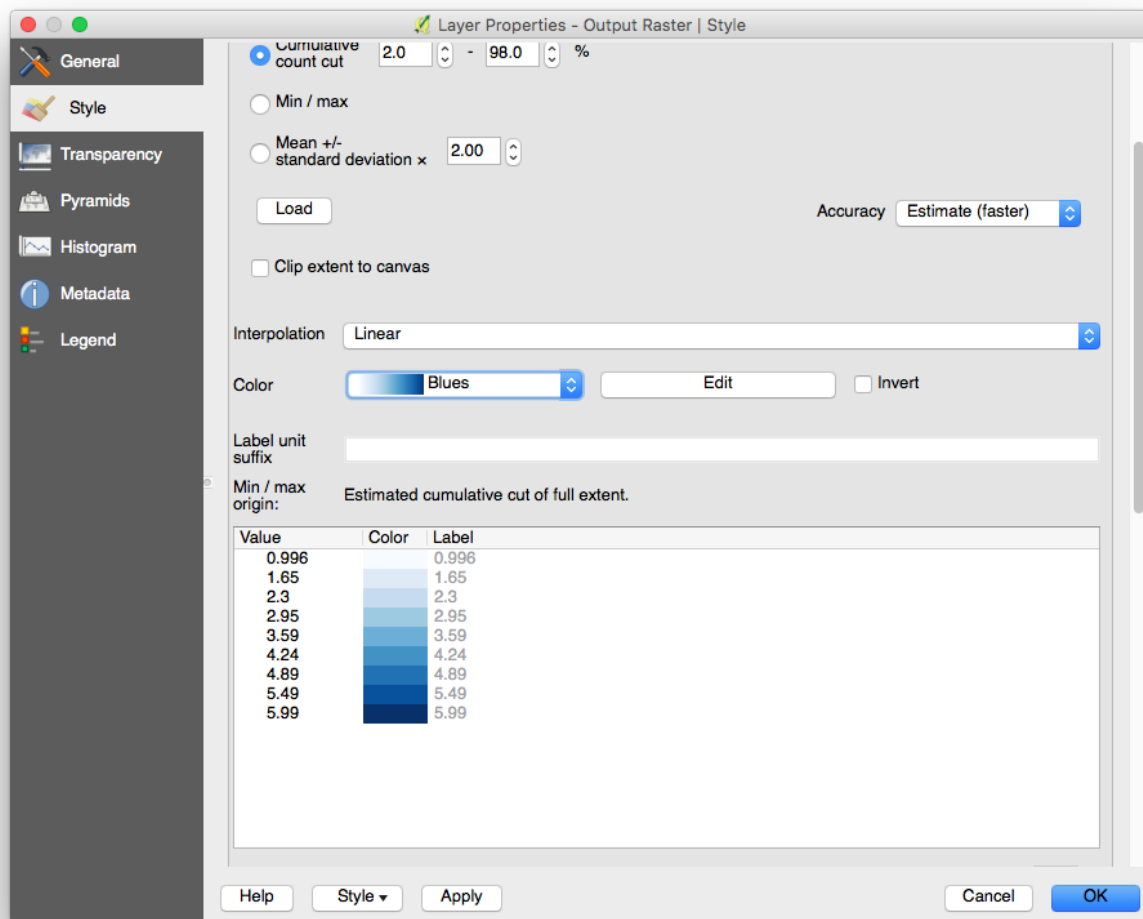 Layer Properties - Output Raster | Style
General
Style
Transparency
Pyramids
Histogram
Metadata
Legend
Cumulative
count cut 2.0 - 98.0 %
Min / max
Mean +/-
standard deviation × 2.00
Load Accuracy Estimate (faster)
Clip extent to canvas
Interpolation Linear
Color Blues Edit Invert
Label unit
suffix
Min / max
origin: Estimated cumulative cut of full extent.
Value Color Label
0.996 0.996
1.65 1.65
2.3 2.3
2.95 2.95
3.59 3.59
4.24 4.24
4.89 4.89
5.49 5.49
5.99 5.99
Help Style Apply Cancel OK